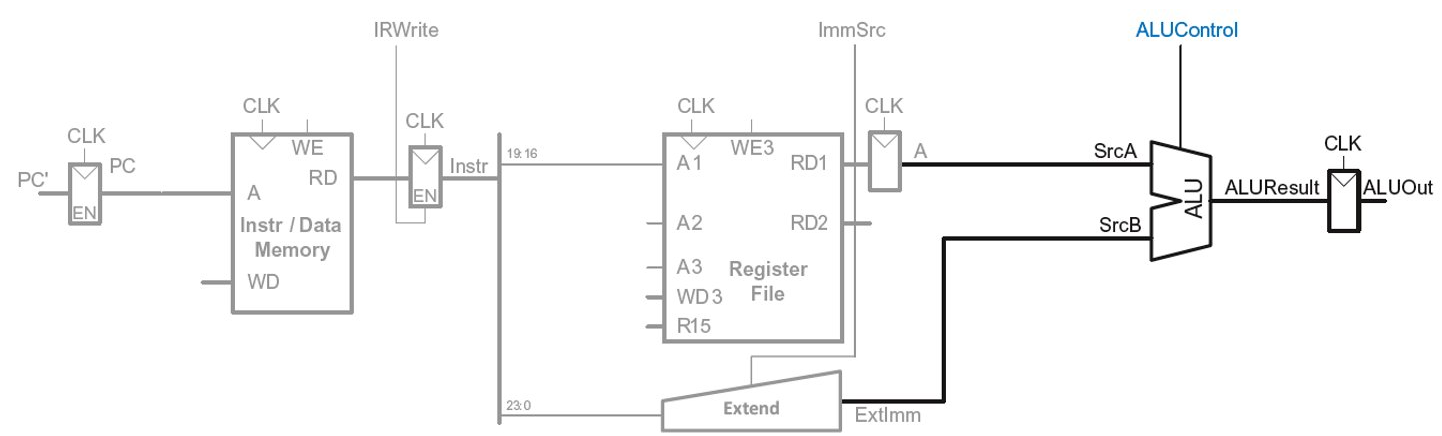 IRWrite
ImmSrc
ALUControl
CLK
CLK
CLK
CLK
CLK
CLK
PC'
PC
EN
WE
RD
A
Instr / Data
Memory
WD
EN
Instr
19:16
A1
WE3
RD1
A
SrcA
A2
RD2
A3
Register
File
WD3
R15
SrcB
ALU
ALUResult
ALUOut
23:0
Extend
ExtImm